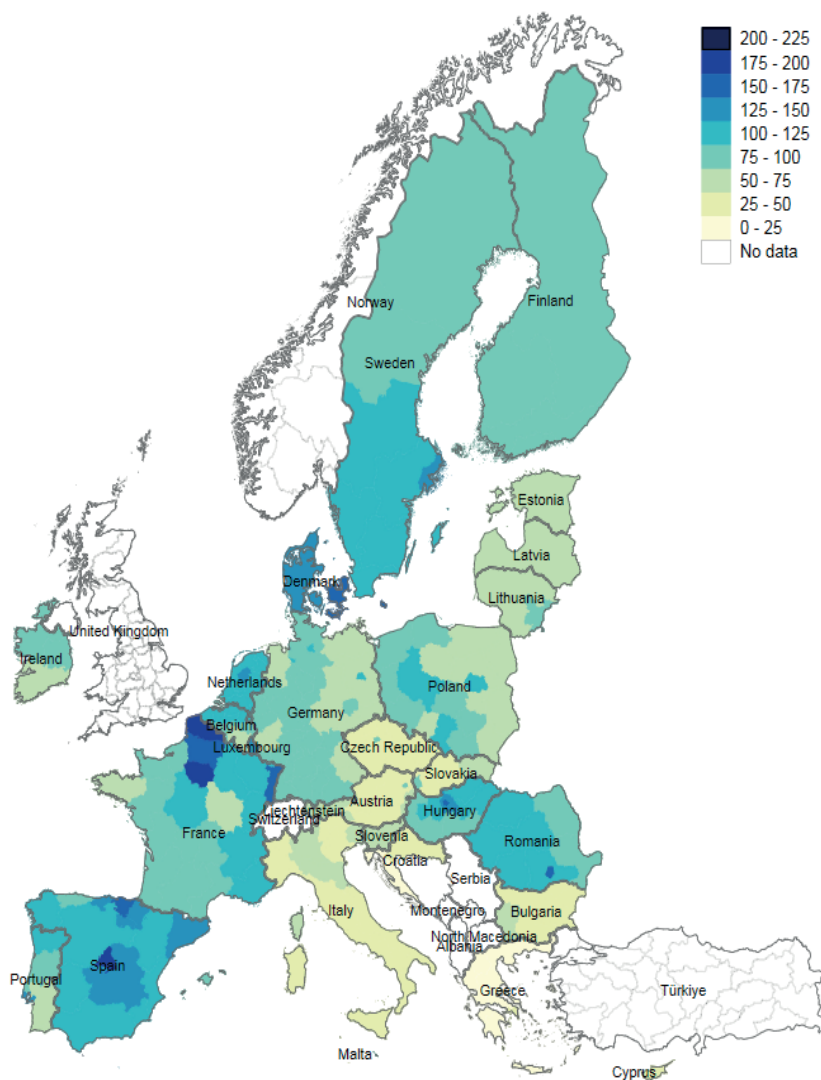 200 - 225
175 - 200
150 - 175
125 - 150
100 - 125
75 - 100
50 - 75
25 - 50
0 - 25
No data
Norway
Finland
Sweden
Estonia
Latvia
Denmark
Lithuania
United Kingdom
Ireland
Netherlands
Poland
Germany
Belgium
Luxembourg
Czech Republic
Slovakia
Liechtenstein
Austria
Switzerland
Hungary
France
Slovenia
Romania
Croatia
Serbia
Italy
Montenegro
Bulgaria
North Macedonia
Albania
Portugal
Spain
Greece
Türkiye
Malta
Cyprus